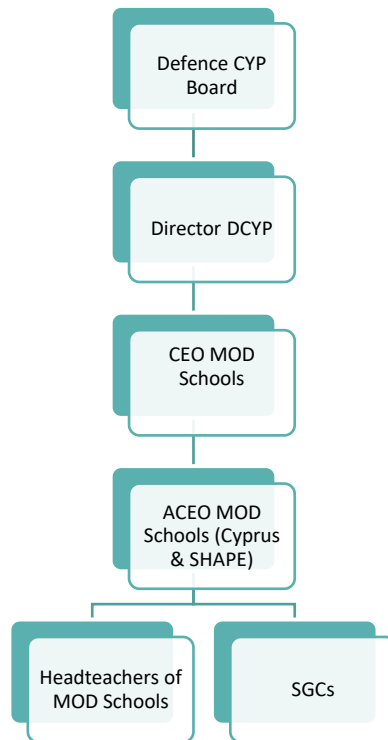 Defence CYP
Board
Director DCYP
CEO MOD
Schools
ACEO MOD
Schools (Cyprus
& SHAPE)
Headteachers of
MOD Schools
SGCs